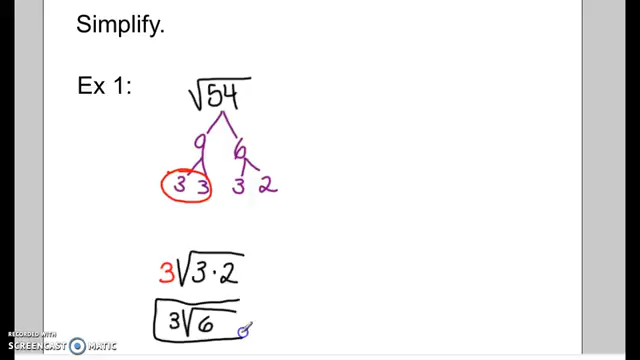 Simplify.
Ex 1:
√54
9 6
3 3 3 2
3√3·2
3√6
RECORDED WITH
SCREENCAST MATIC